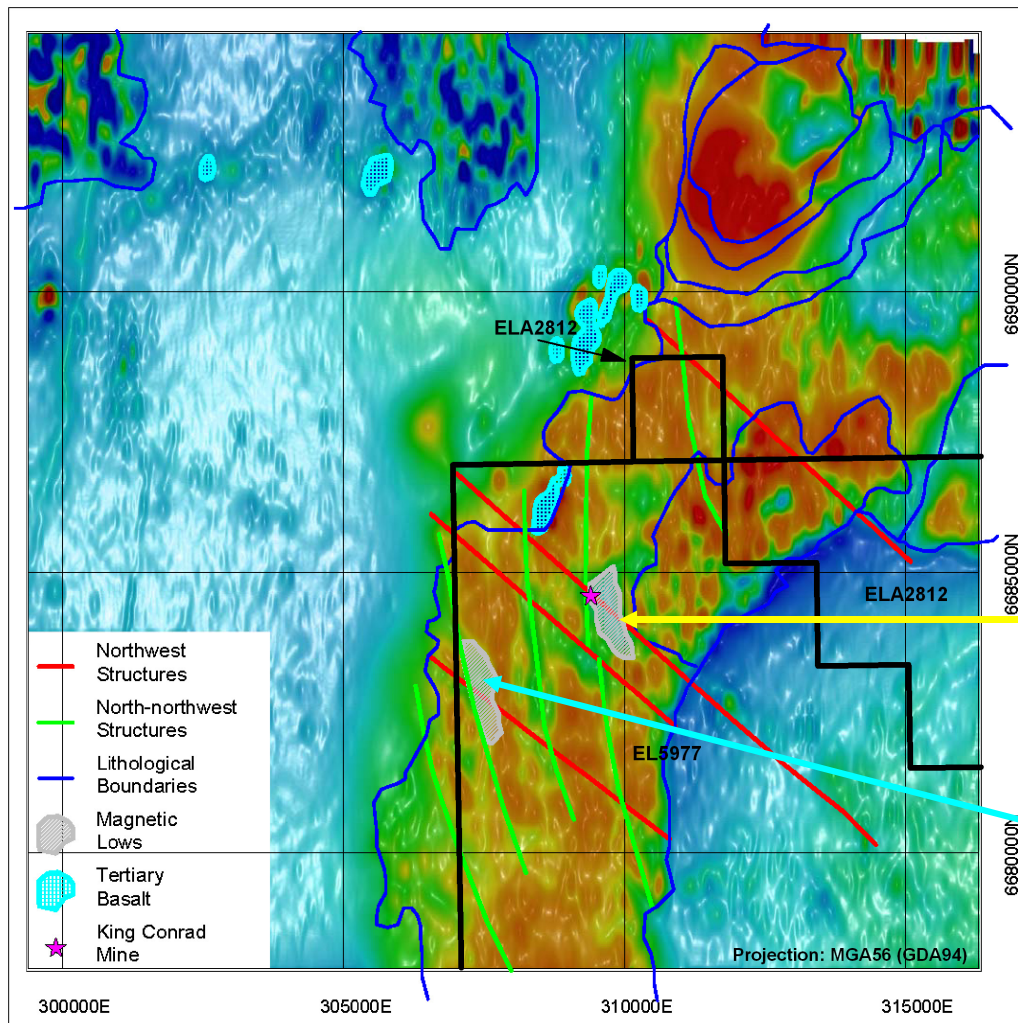 ELA2812
6690000N
6685000N
ELA2812
EL5977
6680000N
Northwest
Structures
North-northwest
Structures
Lithological
Boundaries
Magnetic
Lows
Tertiary
Basalt
King Conrad
Mine
Projection: MGA56 (GDA94)
300000E
305000E
310000E
315000E